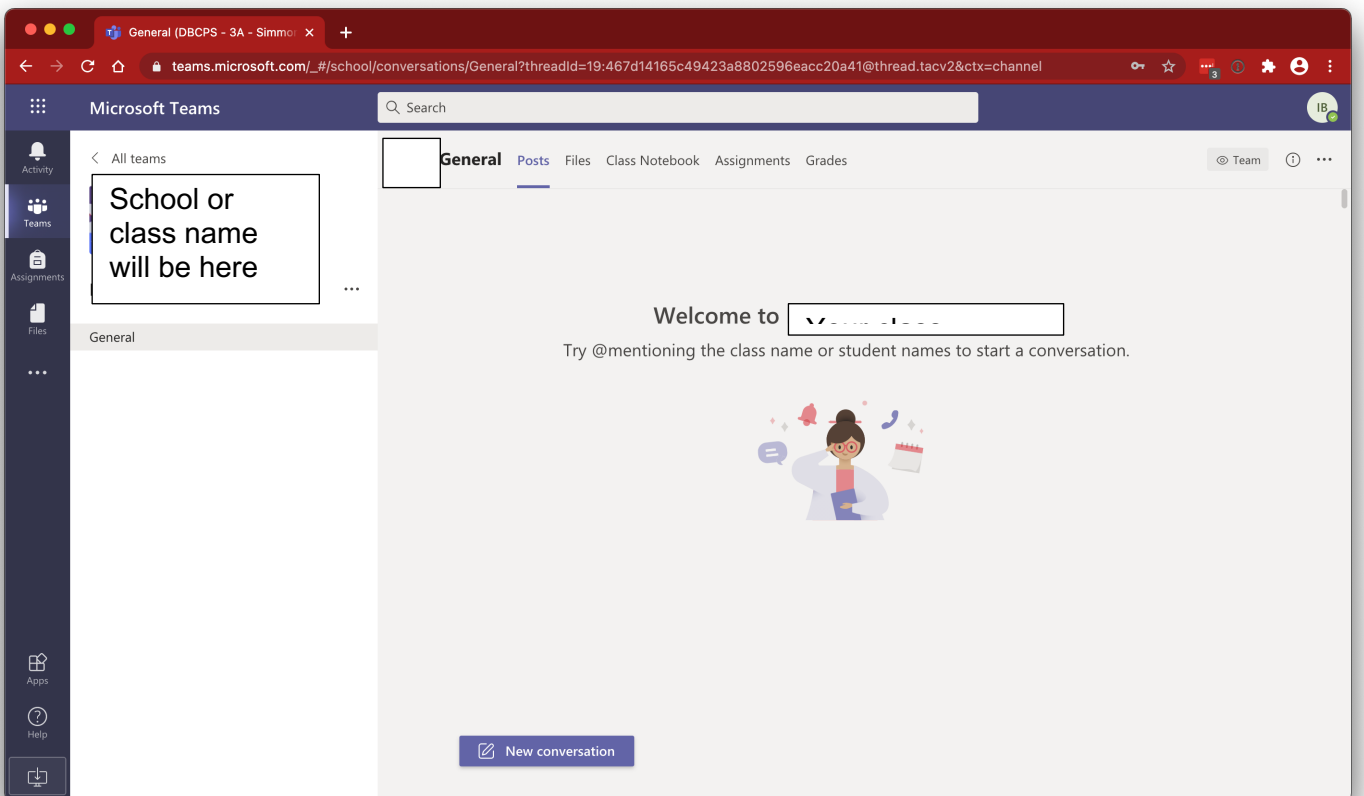 General (DBCPS - 3A - Simmo
teams.microsoft.com/_#/school/conversations/General?threadId=19:467d14165c49423a8802596eacc20a41@thread.tacv2&ctx=channel
3
Microsoft Teams
Search
IB
Activity
Teams
Assignments
Files
Apps
Help
All teams
School or
class name
will be here
General
General Posts Files Class Notebook Assignments Grades
Team
Welcome to
Try @mentioning the class name or student names to start a conversation.
New conversation